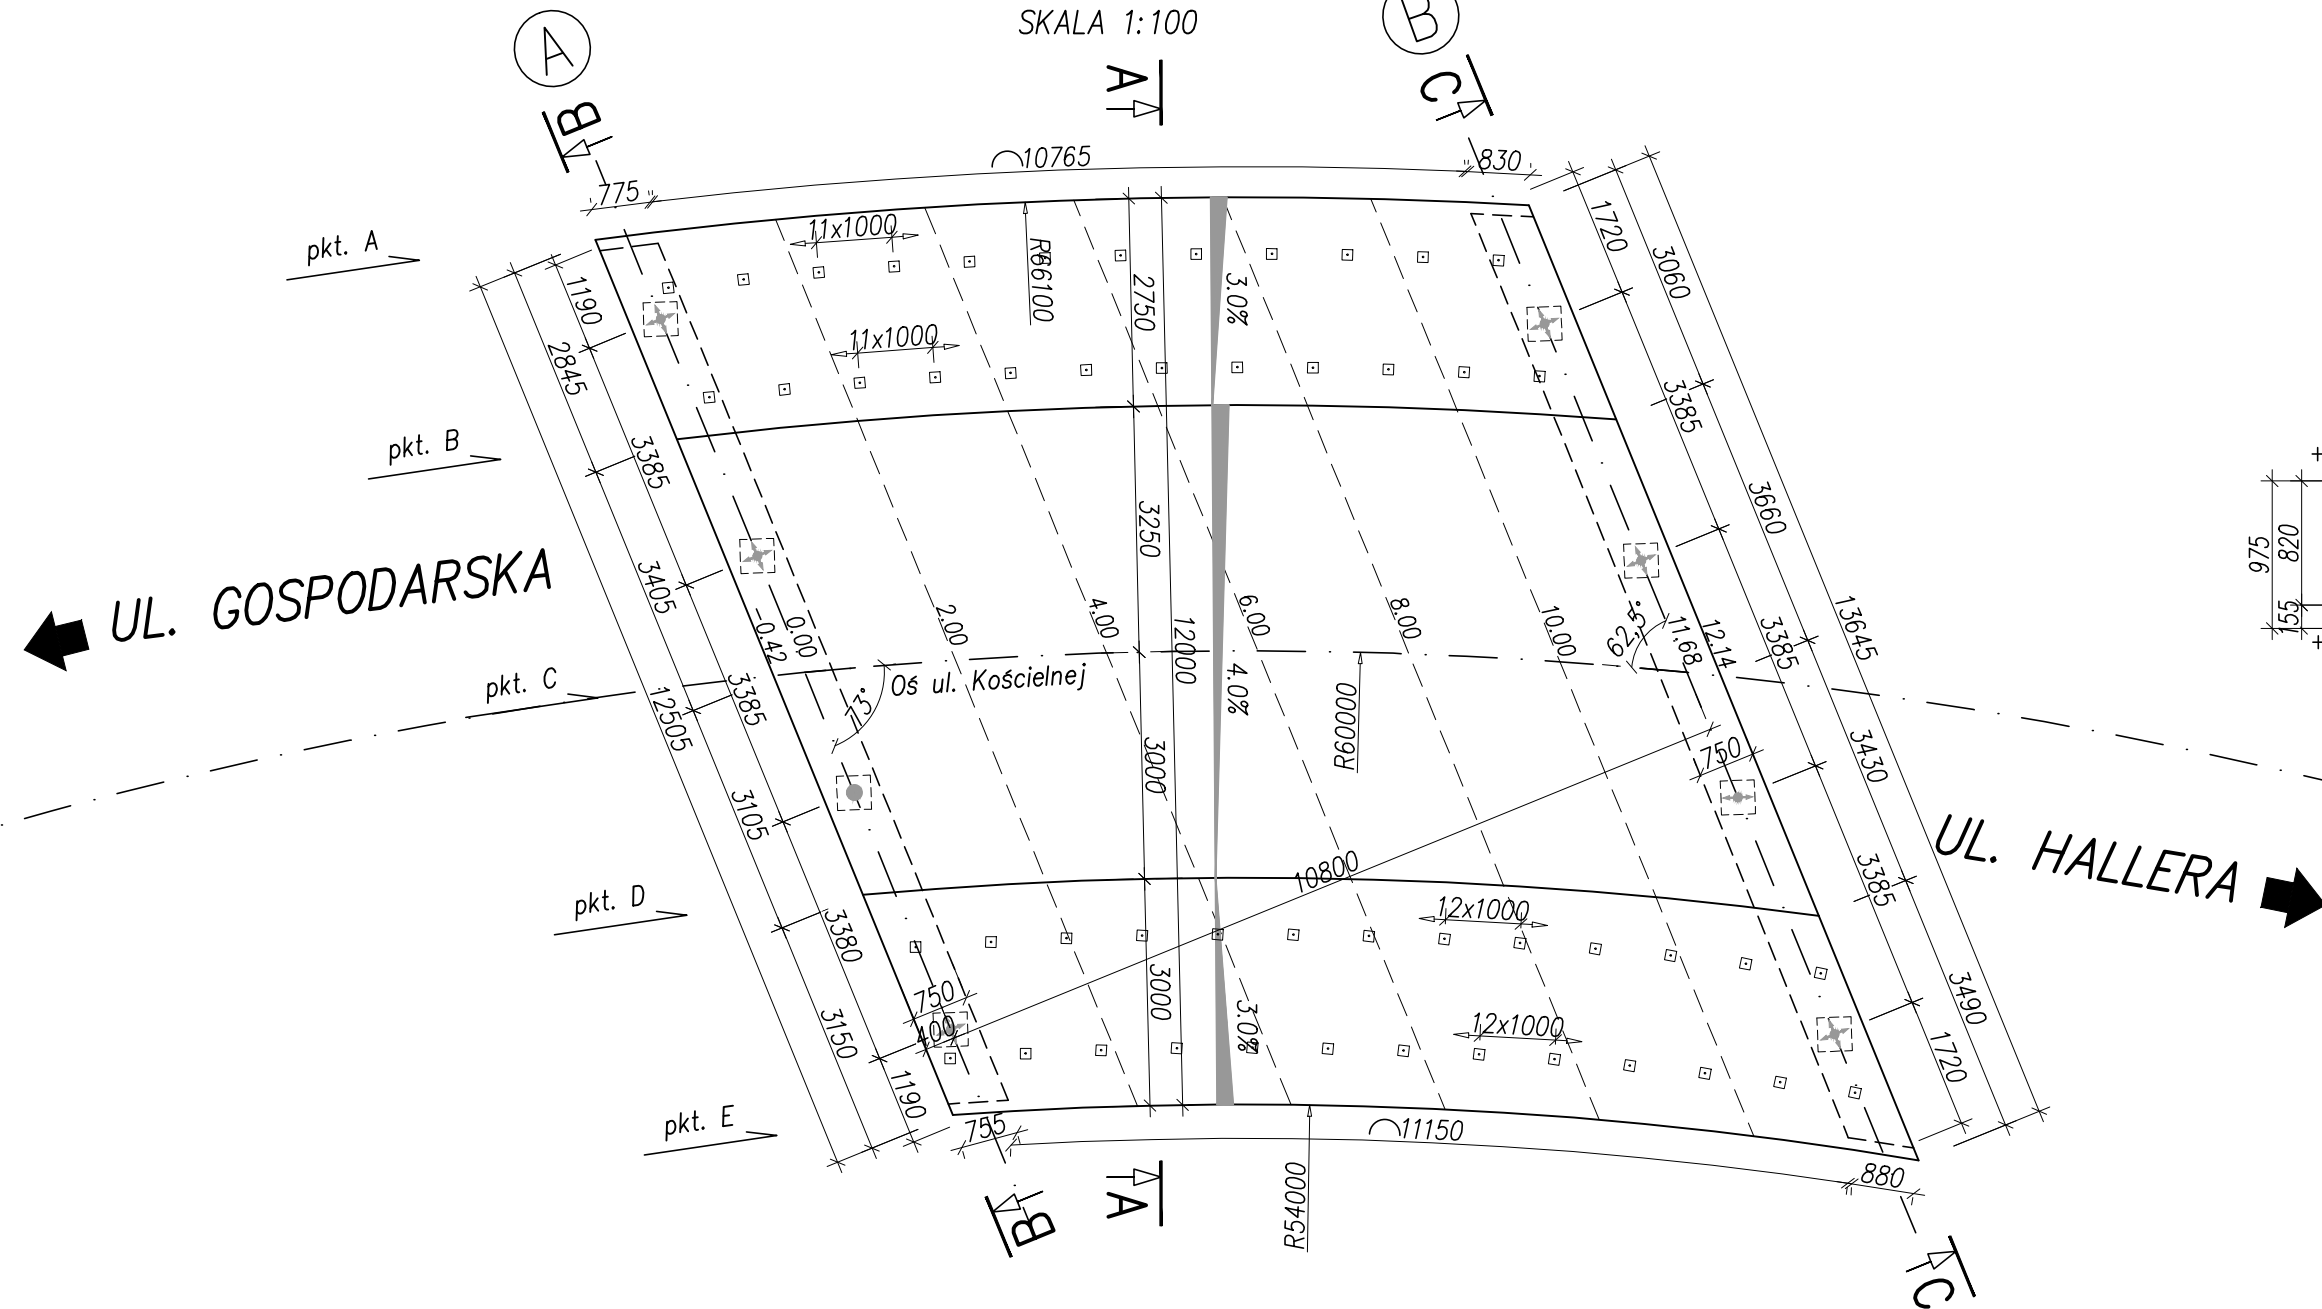 SKALA 1:100
A
B
B
A
C
10765
830
775
11x1000
R66100
2750
3.0%
1720
3060
pkt. A
1190
2845
11x1000
3385
pkt. B
3385
3250
3660
975
820
155
UL. GOSPODARSKA
3405
-0.42
0.00
2.00
4.00
12000
6.00
8.00
10.00
62,5°
11.68
12.14
3385
13645
pkt. C
3385
12505
73°
Oś ul. Kościelnej
4.0%
R90000
3000
750
3430
UL. HALLERA
3105
10800
3385
pkt. D
3380
12x1000
750
400
3000
3.0%
12x1000
3490
3150
1720
1190
pkt. E
755
11150
880
R54000
B
A
C